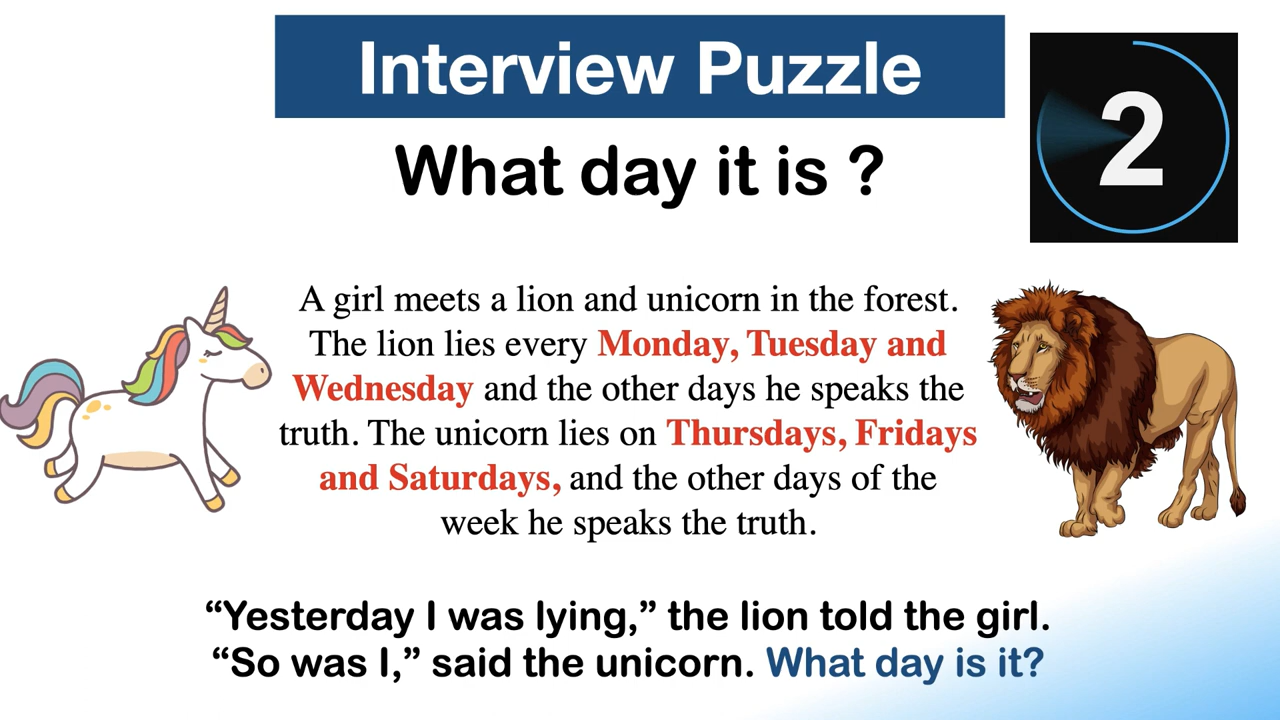 Interview Puzzle
2
What day it is ?
A girl meets a lion and unicorn in the forest.
The lion lies every Monday, Tuesday and
Wednesday and the other days he speaks the
truth. The unicorn lies on Thursdays, Fridays
and Saturdays, and the other days of the
week he speaks the truth.
“Yesterday I was lying,” the lion told the girl.
“So was I,” said the unicorn. What day is it?